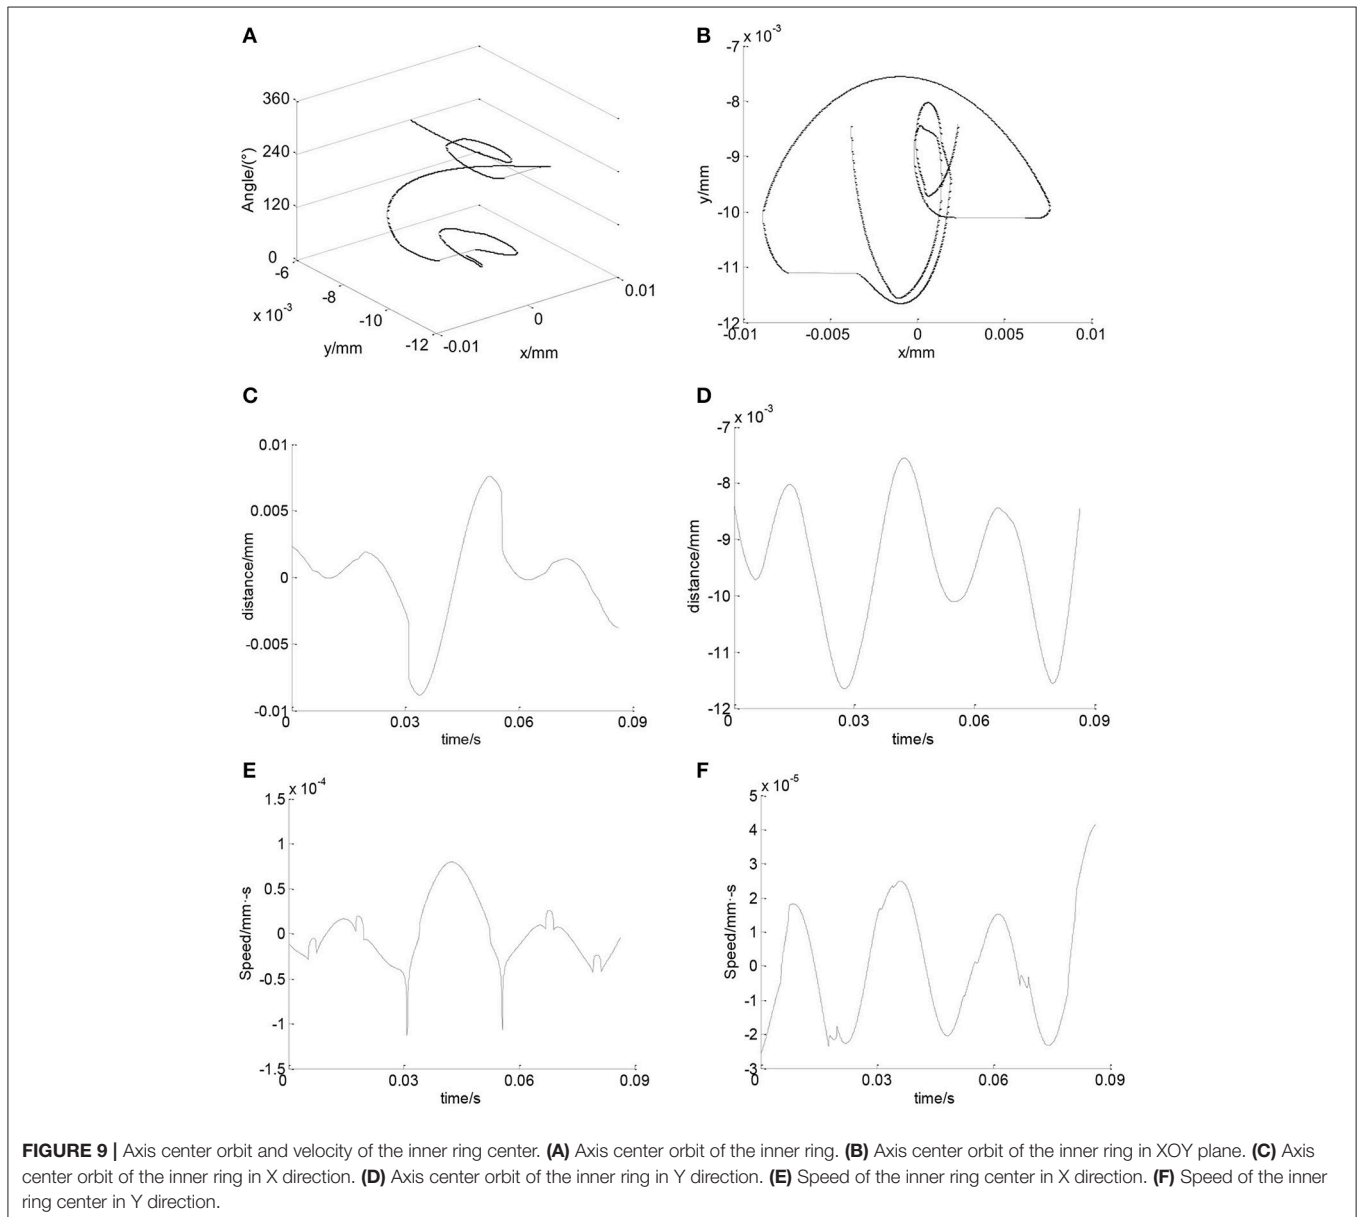 A
360
240
120
0
Angle/(°)
-6
-8
-10
-12
x 10-3
y/mm
-0.01
0
0.01
x/mm
B
x 10-3
-7
-8
-9
-10
-11
-12
y/mm
-0.01
-0.005
0
0.005
0.01
x/mm
C
0.01
0.005
0
-0.005
-0.01
distance/mm
0
0.03
0.06
0.09
time/s
D
x 10-3
-7
-8
-9
-10
-11
-12
distance/mm
0
0.03
0.06
0.09
time/s
E
x 10-4
1.5
1
0.5
0
-0.5
-1
-1.5
Speed/mm·-s
0
0.03
0.06
0.09
time/s
F
x 10-5
5
4
3
2
1
0
-1
-2
-3
Speed/mm·-s
0
0.03
0.06
0.09
time/s
FIGURE 9 | Axis center orbit and velocity of the inner ring center. (A) Axis center orbit of the inner ring. (B) Axis center orbit of the inner ring in XOY plane. (C) Axis
center orbit of the inner ring in X direction. (D) Axis center orbit of the inner ring in Y direction. (E) Speed of the inner ring center in X direction. (F) Speed of the inner
ring center in Y direction.